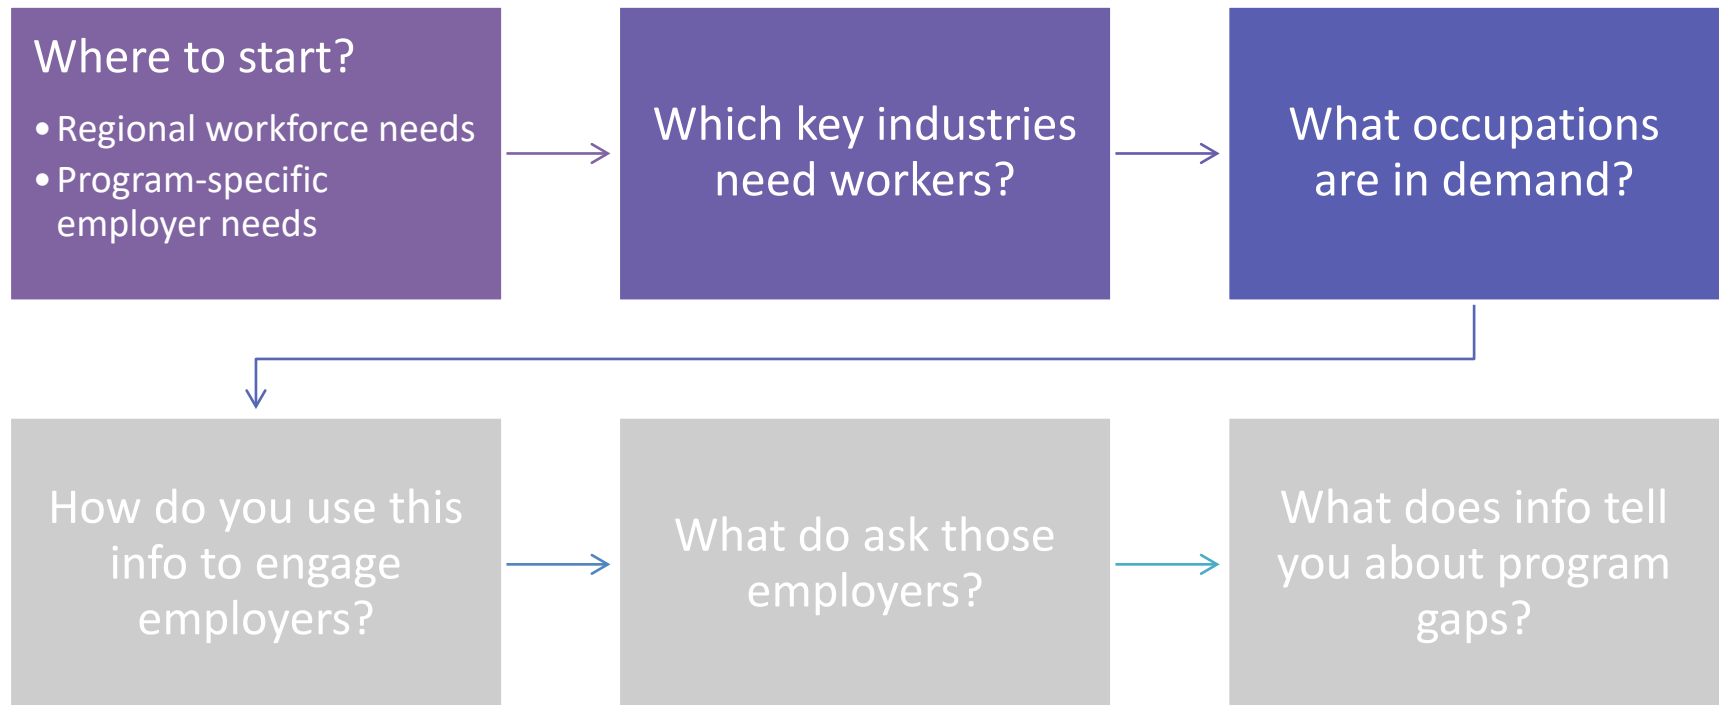 Where to start?
• Regional workforce needs
• Program-specific
employer needs
Which key industries
need workers?
What occupations
are in demand?
How do you use this
info to engage
employers?
What do ask those
employers?
What does info tell
you about program
gaps?